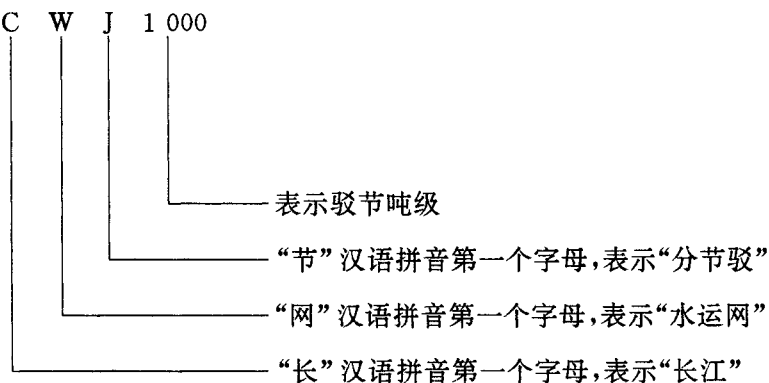 C W J 1 000
表示驳节吨级
“节”汉语拼音第一个字母,表示“分节驳”
“网”汉语拼音第一个字母,表示“水运网”
“长”汉语拼音第一个字母,表示“长江”